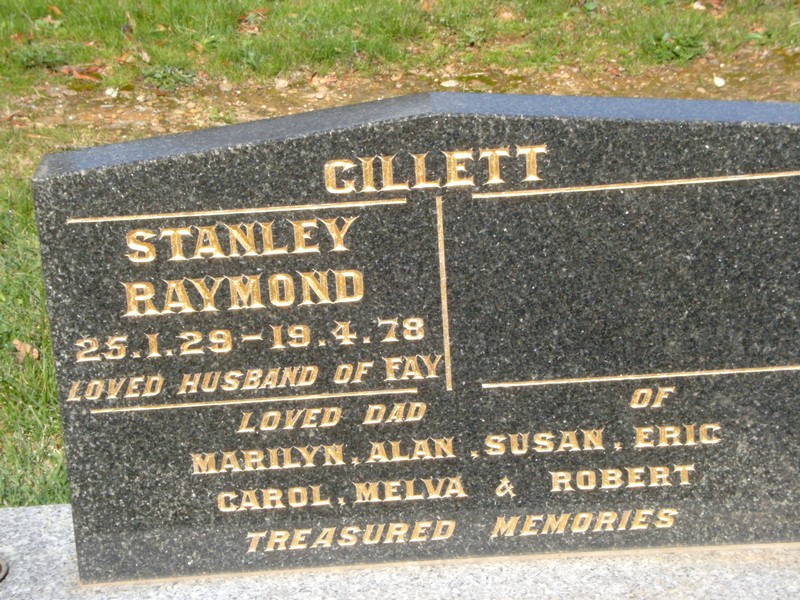 GILLETT
STANLEY
RAYMOND
25.1.29-19.4.78
LOVED HUSBAND OF FAY
LOVED DAD OF
MARILYN, ALAN, SUSAN, ERIC
CAROL, MELVA & ROBERT
TREASURED MEMORIES